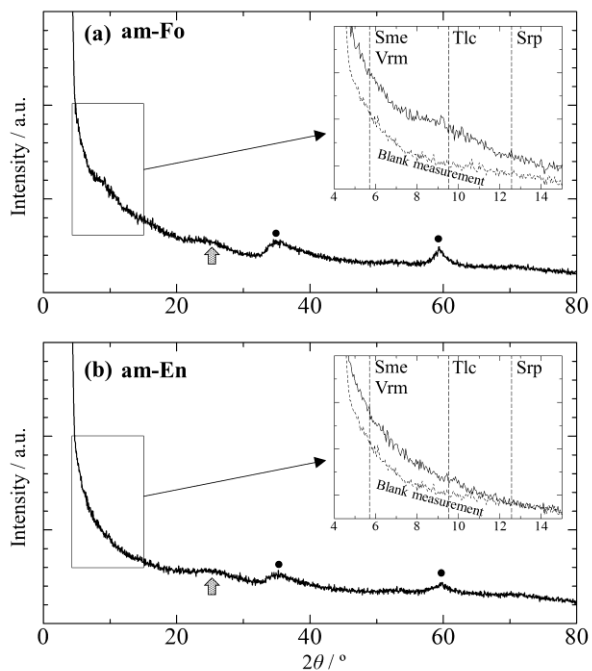 (a) am-Fo
Sme Tlc Srp
Vrm
Blank measurement
4 6 8 10 12 14
Intensity / a.u.
0 20 40 60 80
(b) am-En
Sme Tlc Srp
Vrm
Blank measurement
4 6 8 10 12 14
Intensity / a.u.
0 20 40 60 80
2θ / º